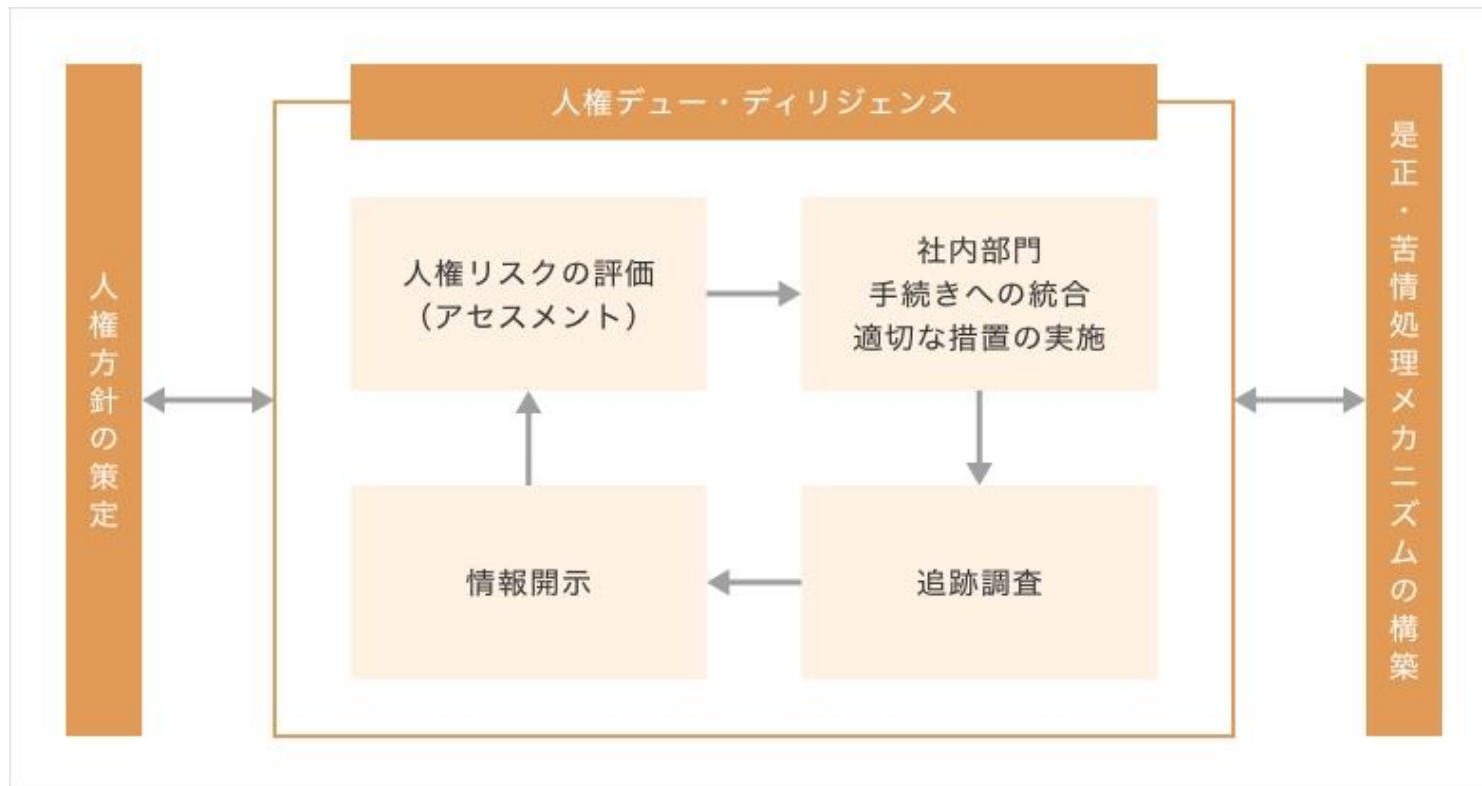 人権方針の策定
人権デュー・ディリジェンス
人権リスクの評価
（アセスメント）
社内部門
手続きへの統合
適切な措置の実施
情報開示
追跡調査
是正・苦情処理メカニズムの構築